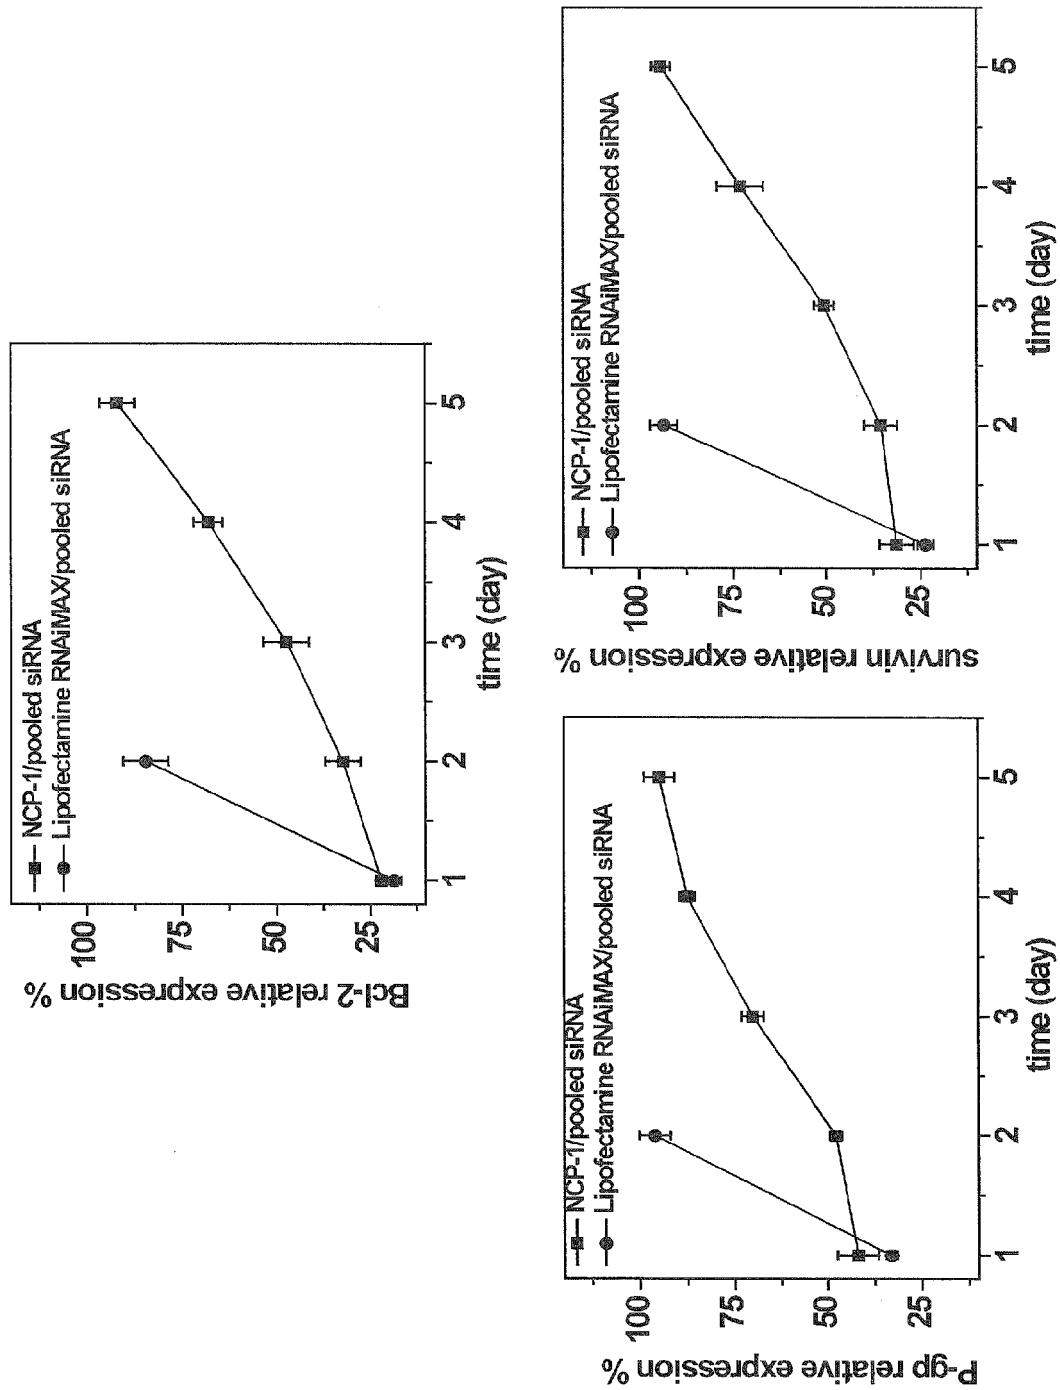 NCP-1/pooled siRNA
Lipofectamine RNAiMAX/pooled siRNA
Bcl-2 relative expression %
100
75
50
25
1
2
3
4
5
time (day)
NCP-1/pooled siRNA
Lipofectamine RNAiMAX/pooled siRNA
P-gp relative expression %
100
75
50
25
1
2
3
4
5
time (day)
NCP-1/pooled siRNA
Lipofectamine RNAiMAX/pooled siRNA
survivin relative expression %
100
75
50
25
1
2
3
4
5
time (day)